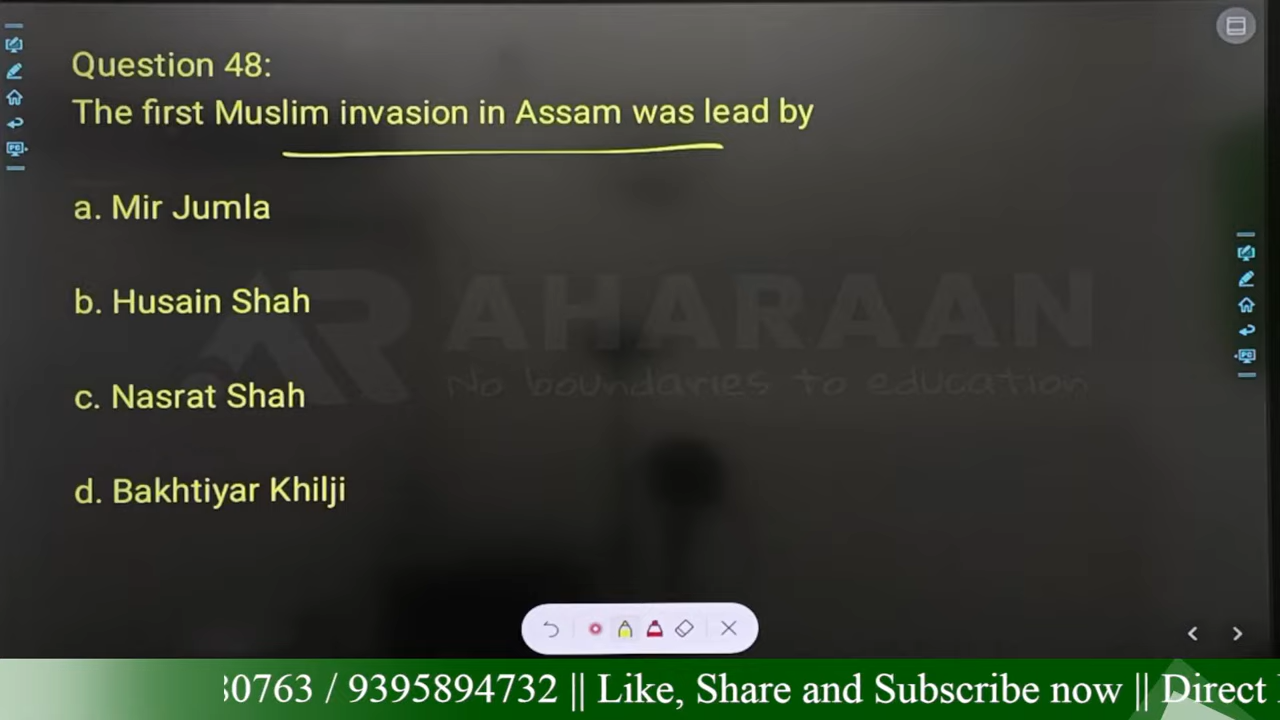 Question 48:
The first Muslim invasion in Assam was lead by
a. Mir Jumla
b. Husain Shah
c. Nasrat Shah
d. Bakhtiyar Khilji
AHARAAN
No boundaries to education
30763 / 9395894732 || Like, Share and Subscribe now || Direct